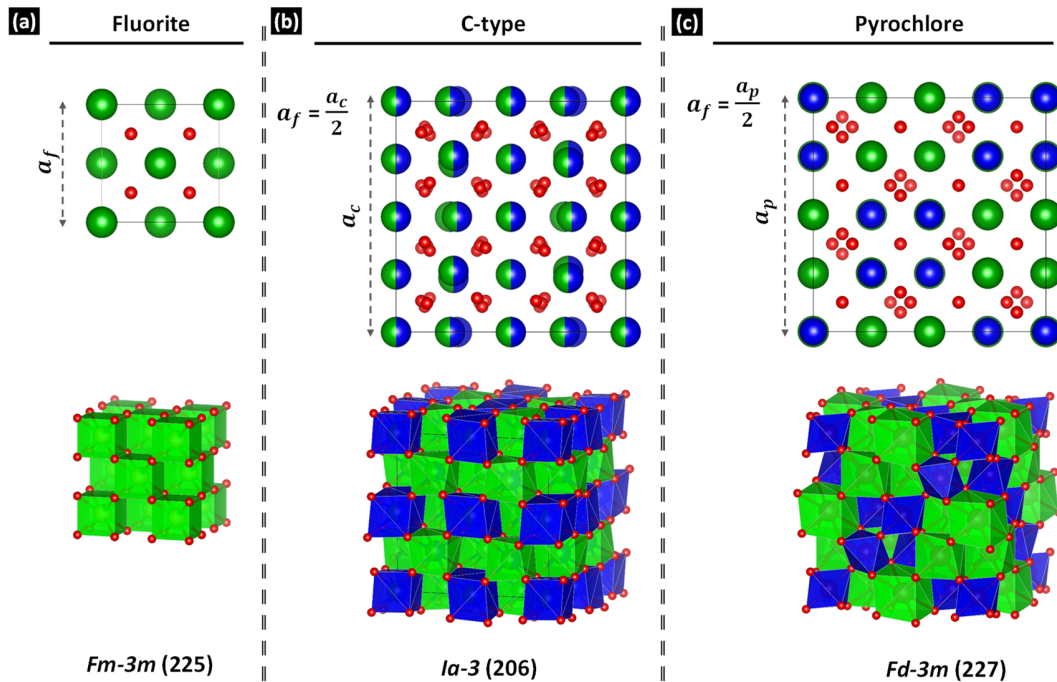 (a) Fluorite
a_f
Fm-3m (225)
(b) C-type
a_f = a_c/2
a_c
Ia-3 (206)
(c) Pyrochlore
a_f = a_p/2
a_p
Fd-3m (227)